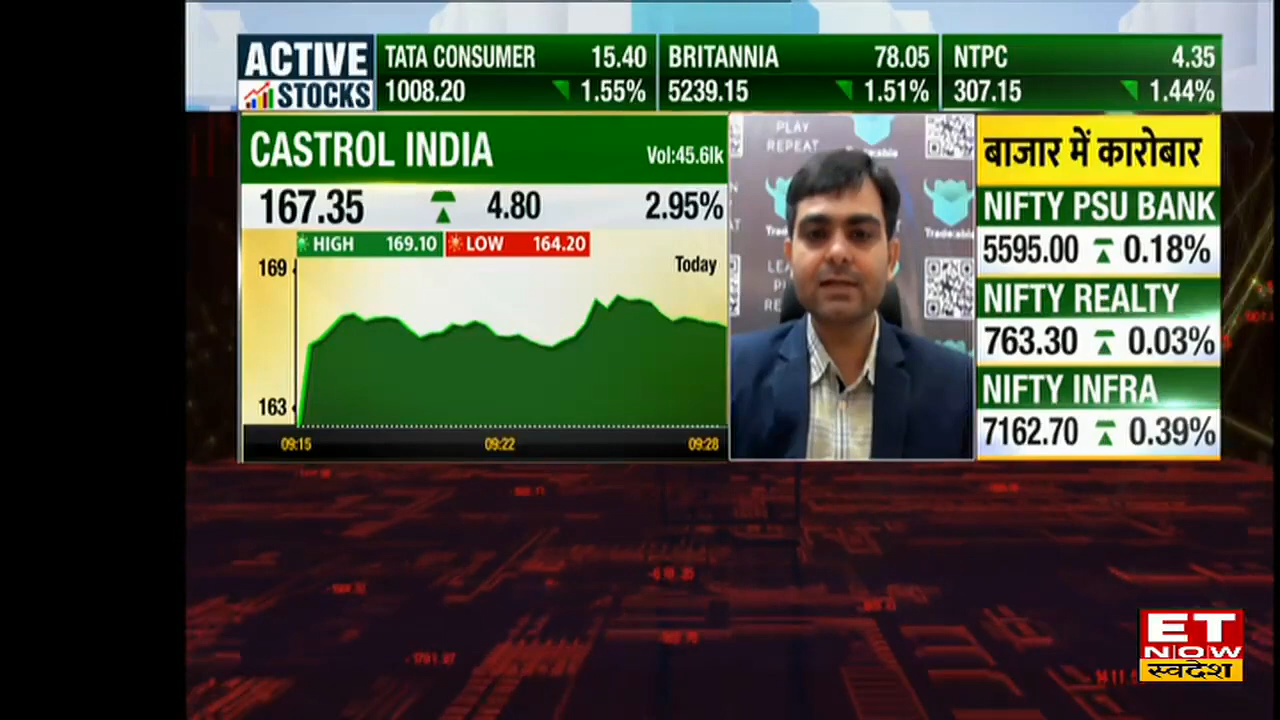 ACTIVE
STOCKS
TATA CONSUMER 15.40
1008.20 1.55%
BRITANNIA 78.05
5239.15 1.51%
NTPC 4.35
307.15 1.44%
CASTROL INDIA Vol:45.6lk
167.35 4.80 2.95%
HIGH 169.10 LOW 164.20
Today
169
163
09:15 09:22 09:28
PLAY
REPEAT
बाजार में कारोबार
NIFTY PSU BANK
5595.00 0.18%
NIFTY REALTY
763.30 0.03%
NIFTY INFRA
7162.70 0.39%
ET
NOW
स्वदेश